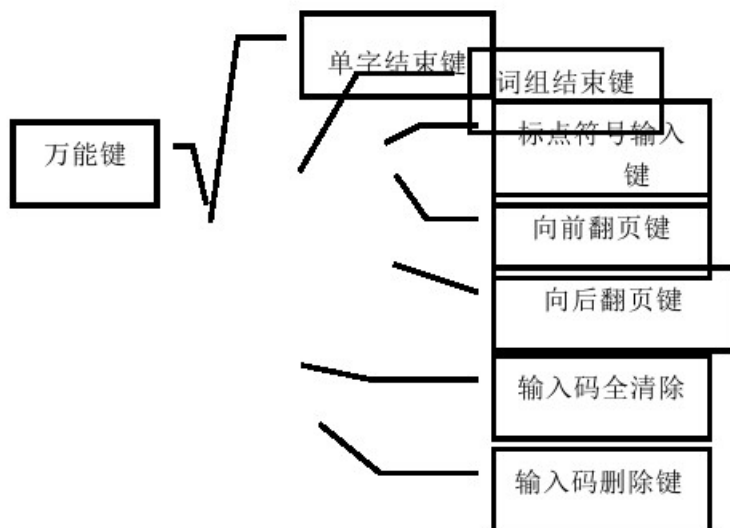 单字结束键
词组结束键
万能键
标点符号输入
键
向前翻页键
向后翻页键
输入码全清除
输入码删除键